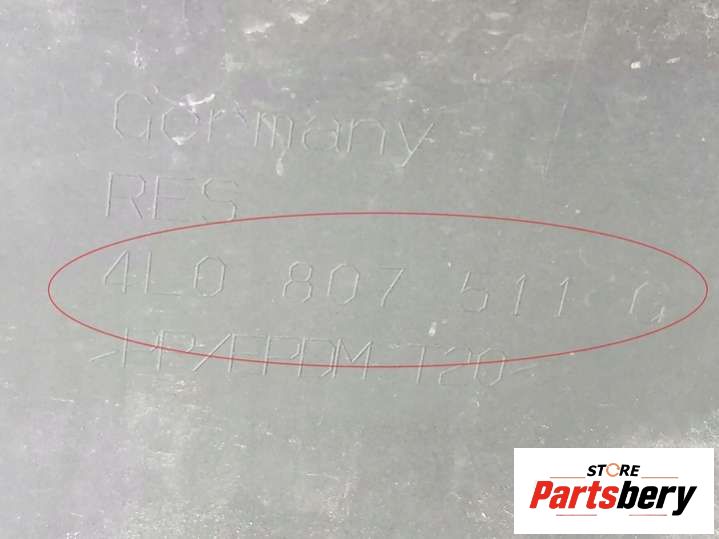 Germany
RES
4L0 807 511 G
>PP/EPDM T20<
STORE
Partsbery